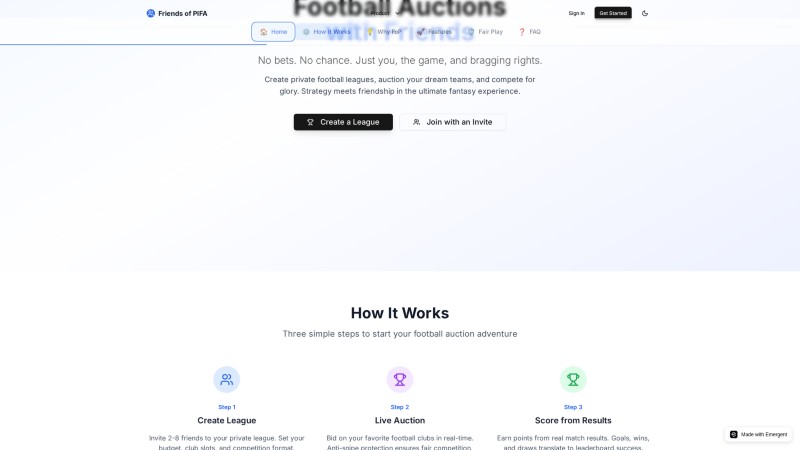 Football Auctions
Friends of PIFA
Product
Sign In
Get Started
with Friends
Home
How It Works
Why FoP
Features
Fair Play
FAQ
No bets. No chance. Just you, the game, and bragging rights.
Create private football leagues, auction your dream teams, and compete for
glory. Strategy meets friendship in the ultimate fantasy experience.
Create a League
Join with an Invite
How It Works
Three simple steps to start your football auction adventure
Step 1
Create League
Invite 2-8 friends to your private league. Set your
budget, club slots, and competition format.
Step 2
Live Auction
Bid on your favorite football clubs in real-time.
Anti-snipe protection ensures fair competition.
Step 3
Score from Results
Earn points from real match results. Goals, wins,
and draws translate to leaderboard success.
Made with Emergent